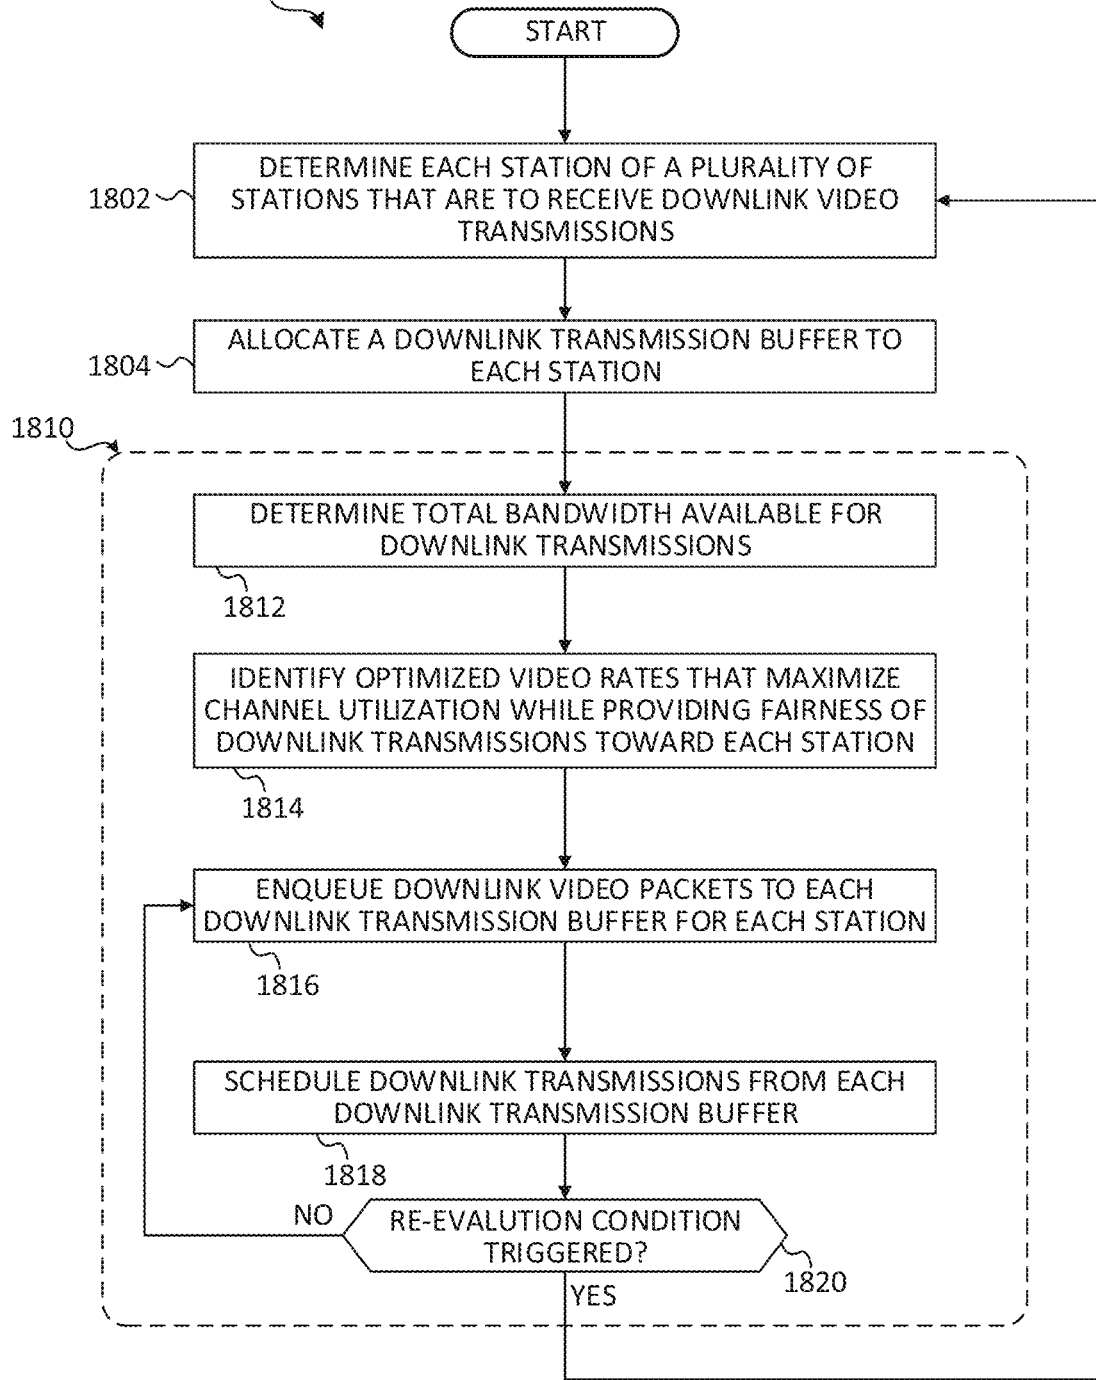 START
DETERMINE EACH STATION OF A PLURALITY OF
STATIONS THAT ARE TO RECEIVE DOWNLINK VIDEO
TRANSMISSIONS
1802
ALLOCATE A DOWNLINK TRANSMISSION BUFFER TO
EACH STATION
1804
1810
DETERMINE TOTAL BANDWIDTH AVAILABLE FOR
DOWNLINK TRANSMISSIONS
1812
IDENTIFY OPTIMIZED VIDEO RATES THAT MAXIMIZE
CHANNEL UTILIZATION WHILE PROVIDING FAIRNESS OF
DOWNLINK TRANSMISSIONS TOWARD EACH STATION
1814
ENQUEUE DOWNLINK VIDEO PACKETS TO EACH
DOWNLINK TRANSMISSION BUFFER FOR EACH STATION
1816
SCHEDULE DOWNLINK TRANSMISSIONS FROM EACH
DOWNLINK TRANSMISSION BUFFER
1818
NO
RE-EVALUTION CONDITION
TRIGGERED?
1820
YES